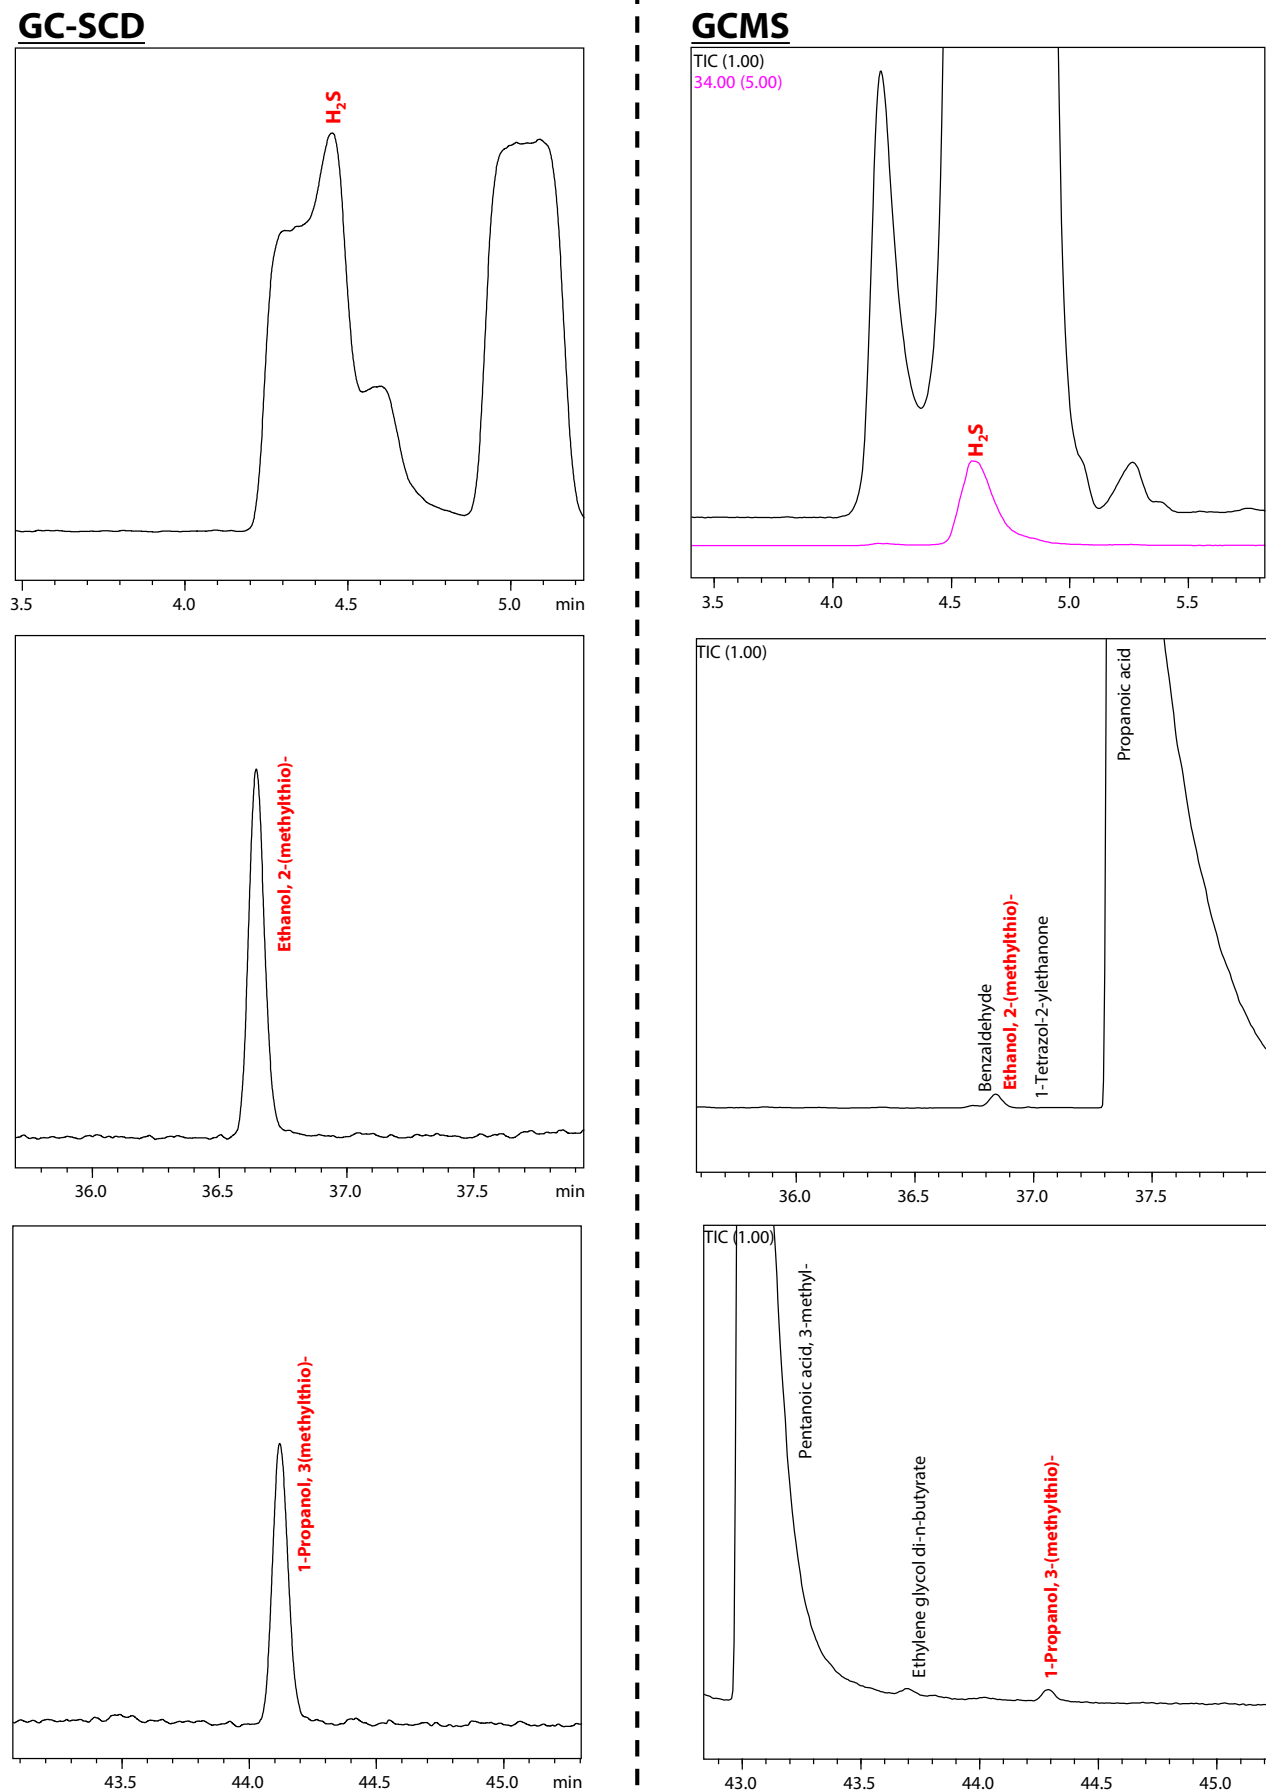 GC-SCD
H₂S
3.5 4.0 4.5 5.0 min
Ethanol, 2-(methylthio)-
36.0 36.5 37.0 37.5 min
1-Propanol, 3(methylthio)-
43.5 44.0 44.5 45.0 min
GCMS
TIC (1.00)
34.00 (5.00)
H₂S
3.5 4.0 4.5 5.0 5.5
TIC (1.00)
Benzaldehyde
Ethanol, 2-(methylthio)-
1-Tetrazol-2-ylethanone
Propanoic acid
36.0 36.5 37.0 37.5
TIC (1.00)
Pentanoic acid, 3-methyl-
Ethylene glycol di-n-butyrate
1-Propanol, 3-(methylthio)-
43.0 43.5 44.0 44.5 45.0